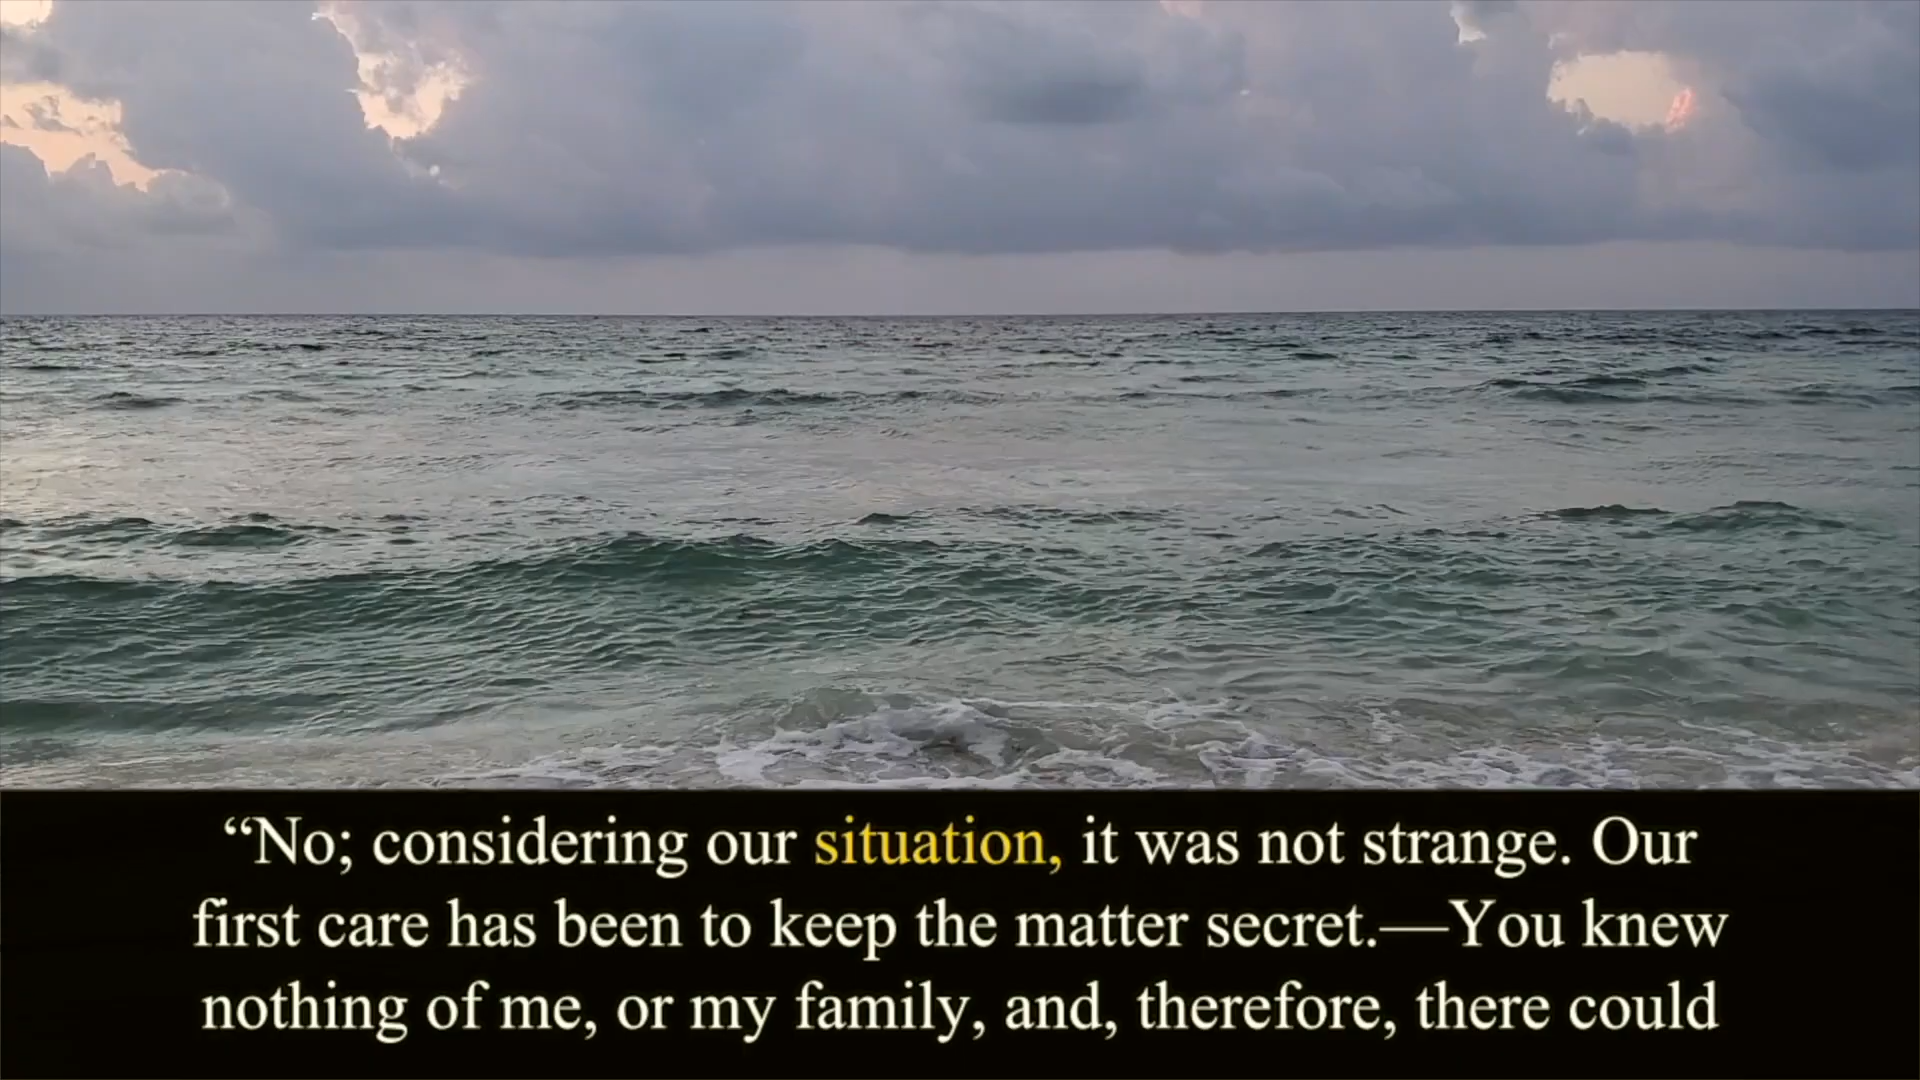 “No; considering our situation, it was not strange. Our
first care has been to keep the matter secret.—You knew
nothing of me, or my family, and, therefore, there could